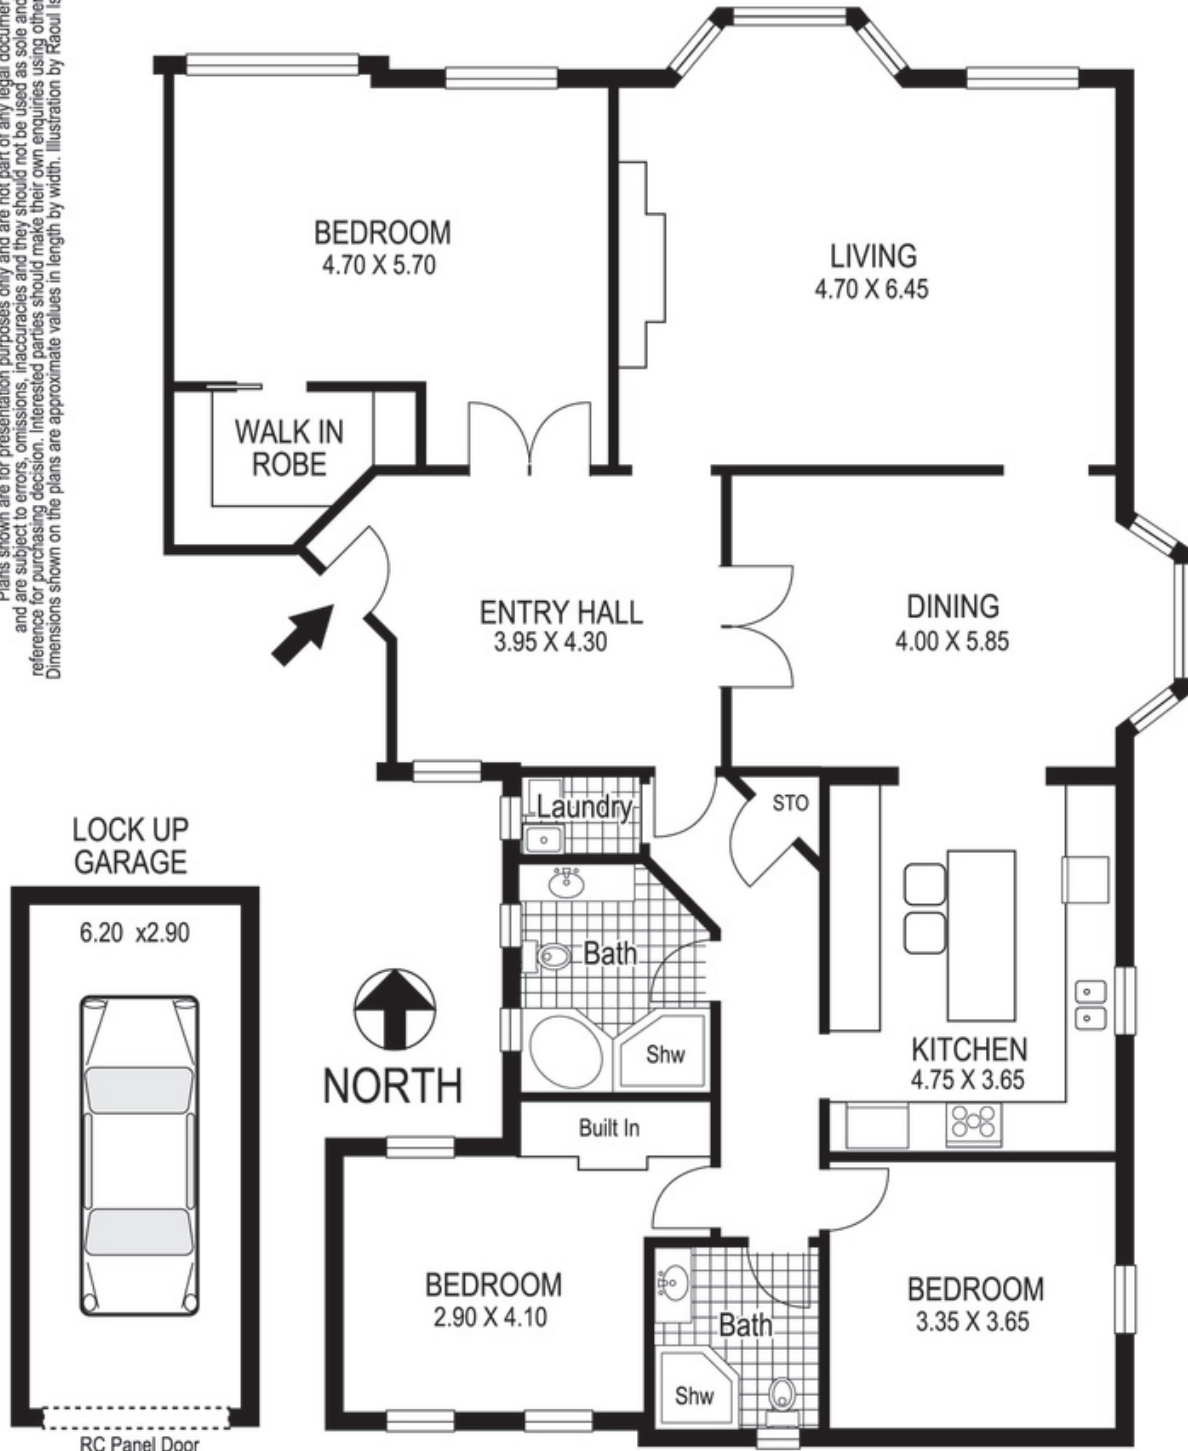 Plans shown are for presentation purposes only and are not part of any legal documen
and are subject to errors, omissions, inaccuracies and they should not be used as sole and
reference for purchasing decision. Interested parties should make their own enquiries using other
Dimensions shown on the plans are approximate values in length by width. Illustration by Raoul Is
BEDROOM
4.70 X 5.70
LIVING
4.70 X 6.45
WALK IN
ROBE
ENTRY HALL
3.95 X 4.30
DINING
4.00 X 5.85
Laundry
STO
LOCK UP
GARAGE
6.20 x2.90
Bath
Shw
NORTH
KITCHEN
4.75 X 3.65
Built In
BEDROOM
2.90 X 4.10
BEDROOM
3.35 X 3.65
Bath
Shw
RC Panel Door